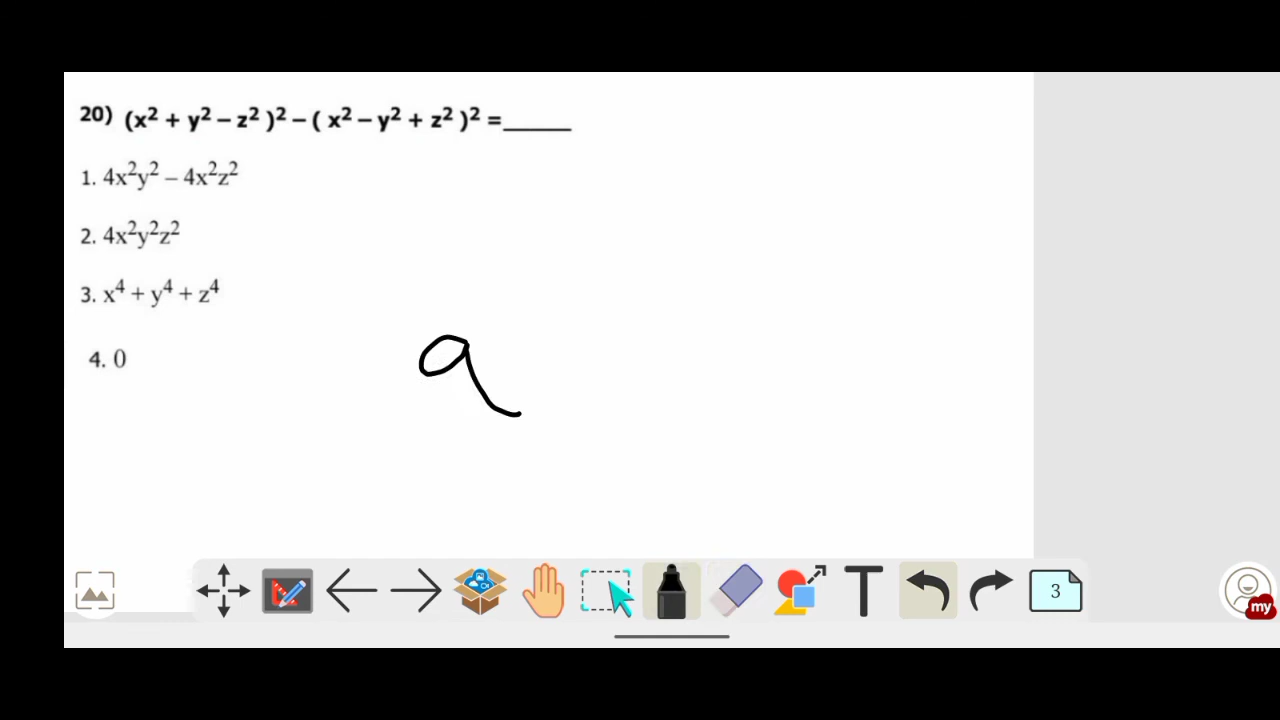 20) (x² + y² – z² )² – ( x² – y² + z² )² =_____
1. 4x²y² – 4x²z²
2. 4x²y²z²
3. x⁴ + y⁴ + z⁴
4. 0
a
T
3
my